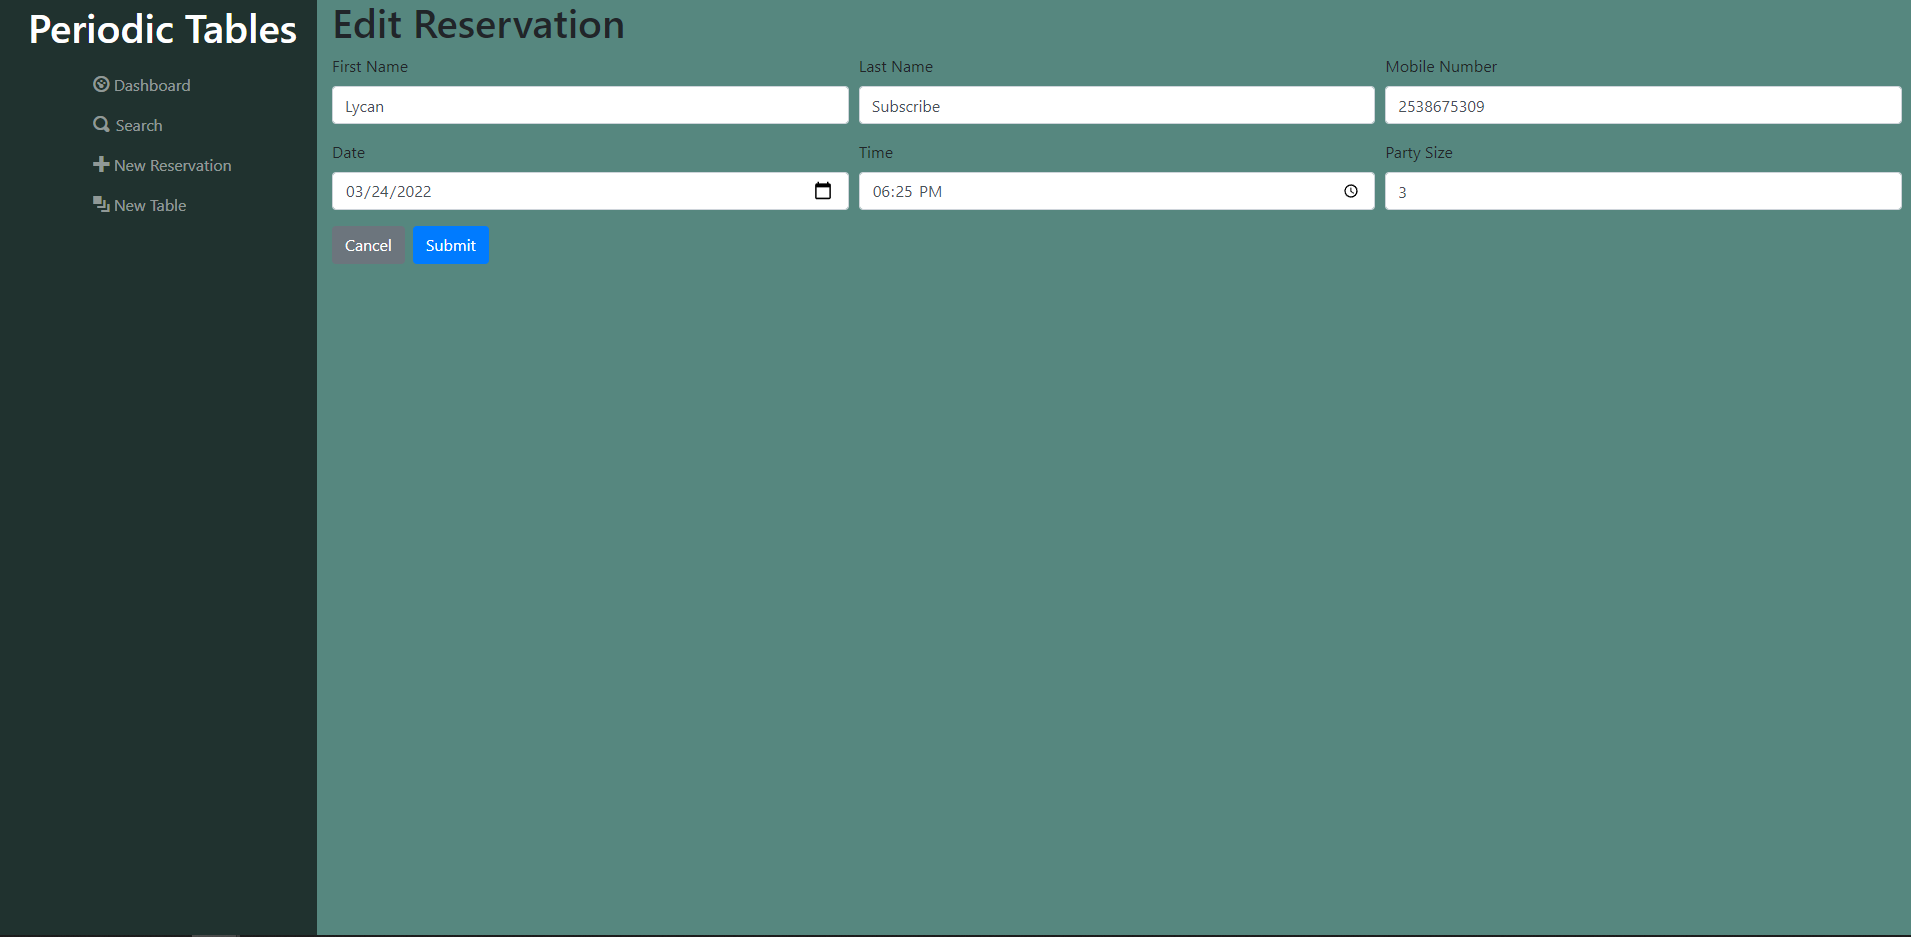 Periodic Tables
Dashboard
Search
New Reservation
New Table
Edit Reservation
First Name
Last Name
Mobile Number
Lycan
Subscribe
2538675309
Date
Time
Party Size
03/24/2022
06:25 PM
3
Cancel
Submit